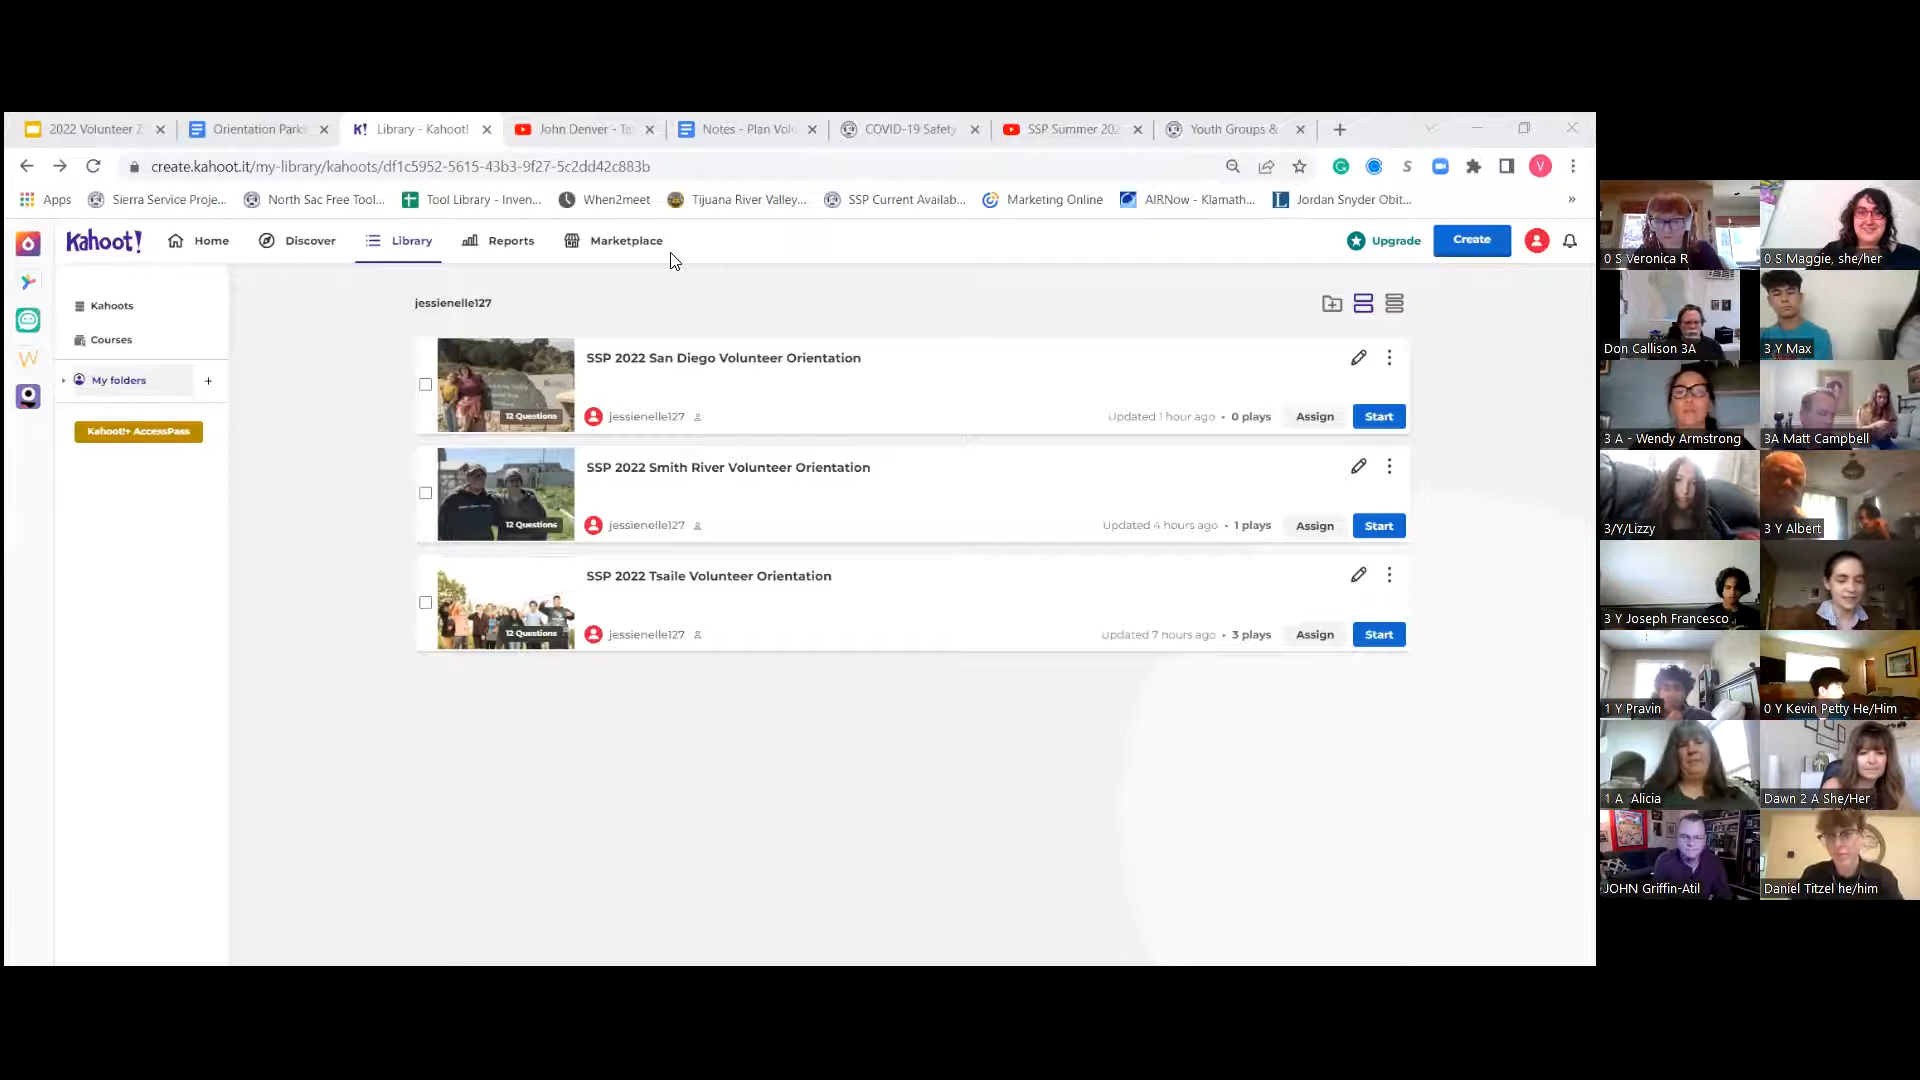 2022 Volunteer Z
Orientation Park
Library - Kahoot!
John Denver - Ta
Notes - Plan Volu
COVID-19 Safety
SSP Summer 202
Youth Groups &
create.kahoot.it/my-library/kahoots/df1c5952-5615-43b3-9f27-5c2dd42c883b
V
Apps
Sierra Service Proje...
North Sac Free Tool...
Tool Library - Inven...
When2meet
Tijuana River Valley...
SSP Current Availab...
Marketing Online
AIRNow - Klamath...
Jordan Snyder Obit...
»
Kahoot!
Home
Discover
Library
Reports
Marketplace
Upgrade
Create
Kahoots
Courses
My folders
Kahoot!+ AccessPass
jessienelle127
SSP 2022 San Diego Volunteer Orientation
12 Questions
jessienelle127
Updated 1 hour ago • 0 plays
Assign
Start
SSP 2022 Smith River Volunteer Orientation
12 Questions
jessienelle127
Updated 4 hours ago • 1 plays
Assign
Start
SSP 2022 Tsaile Volunteer Orientation
12 Questions
jessienelle127
Updated 7 hours ago • 3 plays
Assign
Start
0 S Veronica R
0 S Maggie, she/her
Don Callison 3A
3 Y Max
3 A - Wendy Armstrong
3A Matt Campbell
3/Y/Lizzy
3 Y Albert
3 Y Joseph Francesco
1 Y Pravin
0 Y Kevin Petty He/Him
1 A Alicia
Dawn 2 A She/Her
JOHN Griffin-Atil
Daniel Titzel he/him